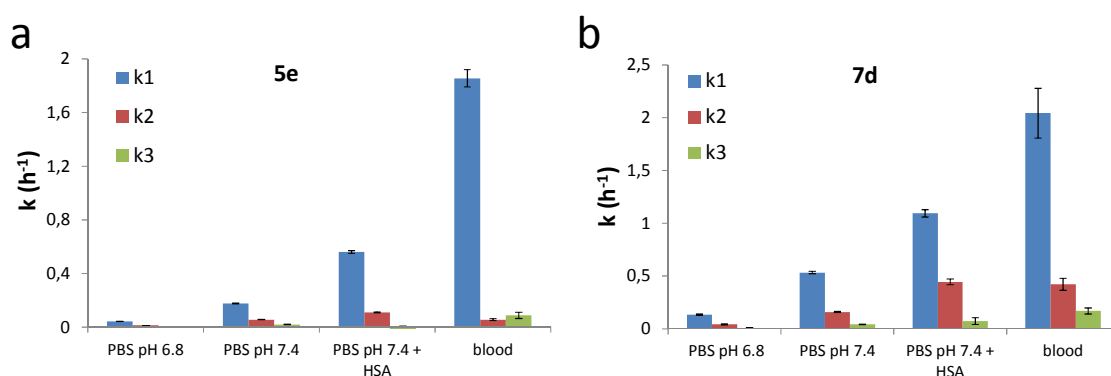 a
5e
k (h⁻¹)
2
1,6
1,2
0,8
0,4
0
k1
k2
k3
PBS pH 6.8
PBS pH 7.4
PBS pH 7.4 +
HSA
blood
b
7d
k (h⁻¹)
2,5
2
1,5
1
0,5
0
k1
k2
k3
PBS pH 6.8
PBS pH 7.4
PBS pH 7.4 +
HSA
blood